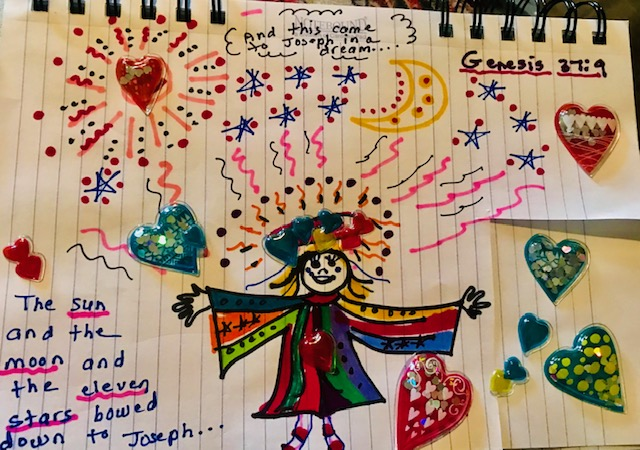 And this came
to Joseph in a
dream....
Genesis 37:9
The sun
and the
moon and
the eleven
stars bowed
down to Joseph...